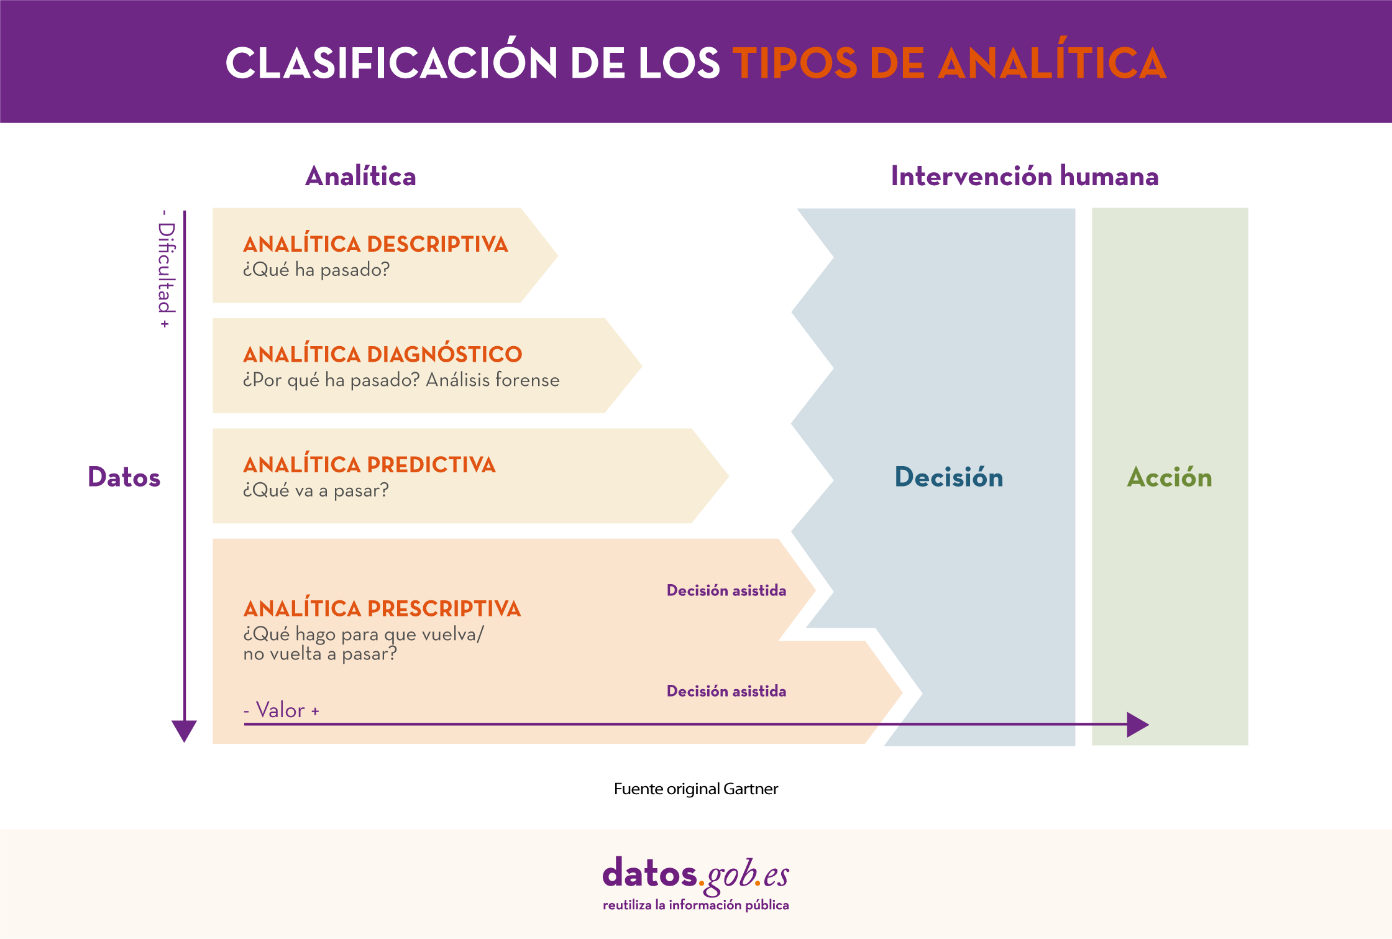 CLASIFICACIÓN DE LOS TIPOS DE ANALÍTICA
Analítica
Intervención humana
- Dificultad +
Datos
ANALÍTICA DESCRIPTIVA
¿Qué ha pasado?
ANALÍTICA DIAGNÓSTICO
¿Por qué ha pasado? Análisis forense
ANALÍTICA PREDICTIVA
¿Qué va a pasar?
ANALÍTICA PRESCRIPTIVA
¿Qué hago para que vuelva/
no vuelta a pasar?
Decisión asistida
Decisión asistida
- Valor +
Decisión
Acción
Fuente original Gartner
datos.gob.es
reutiliza la información pública